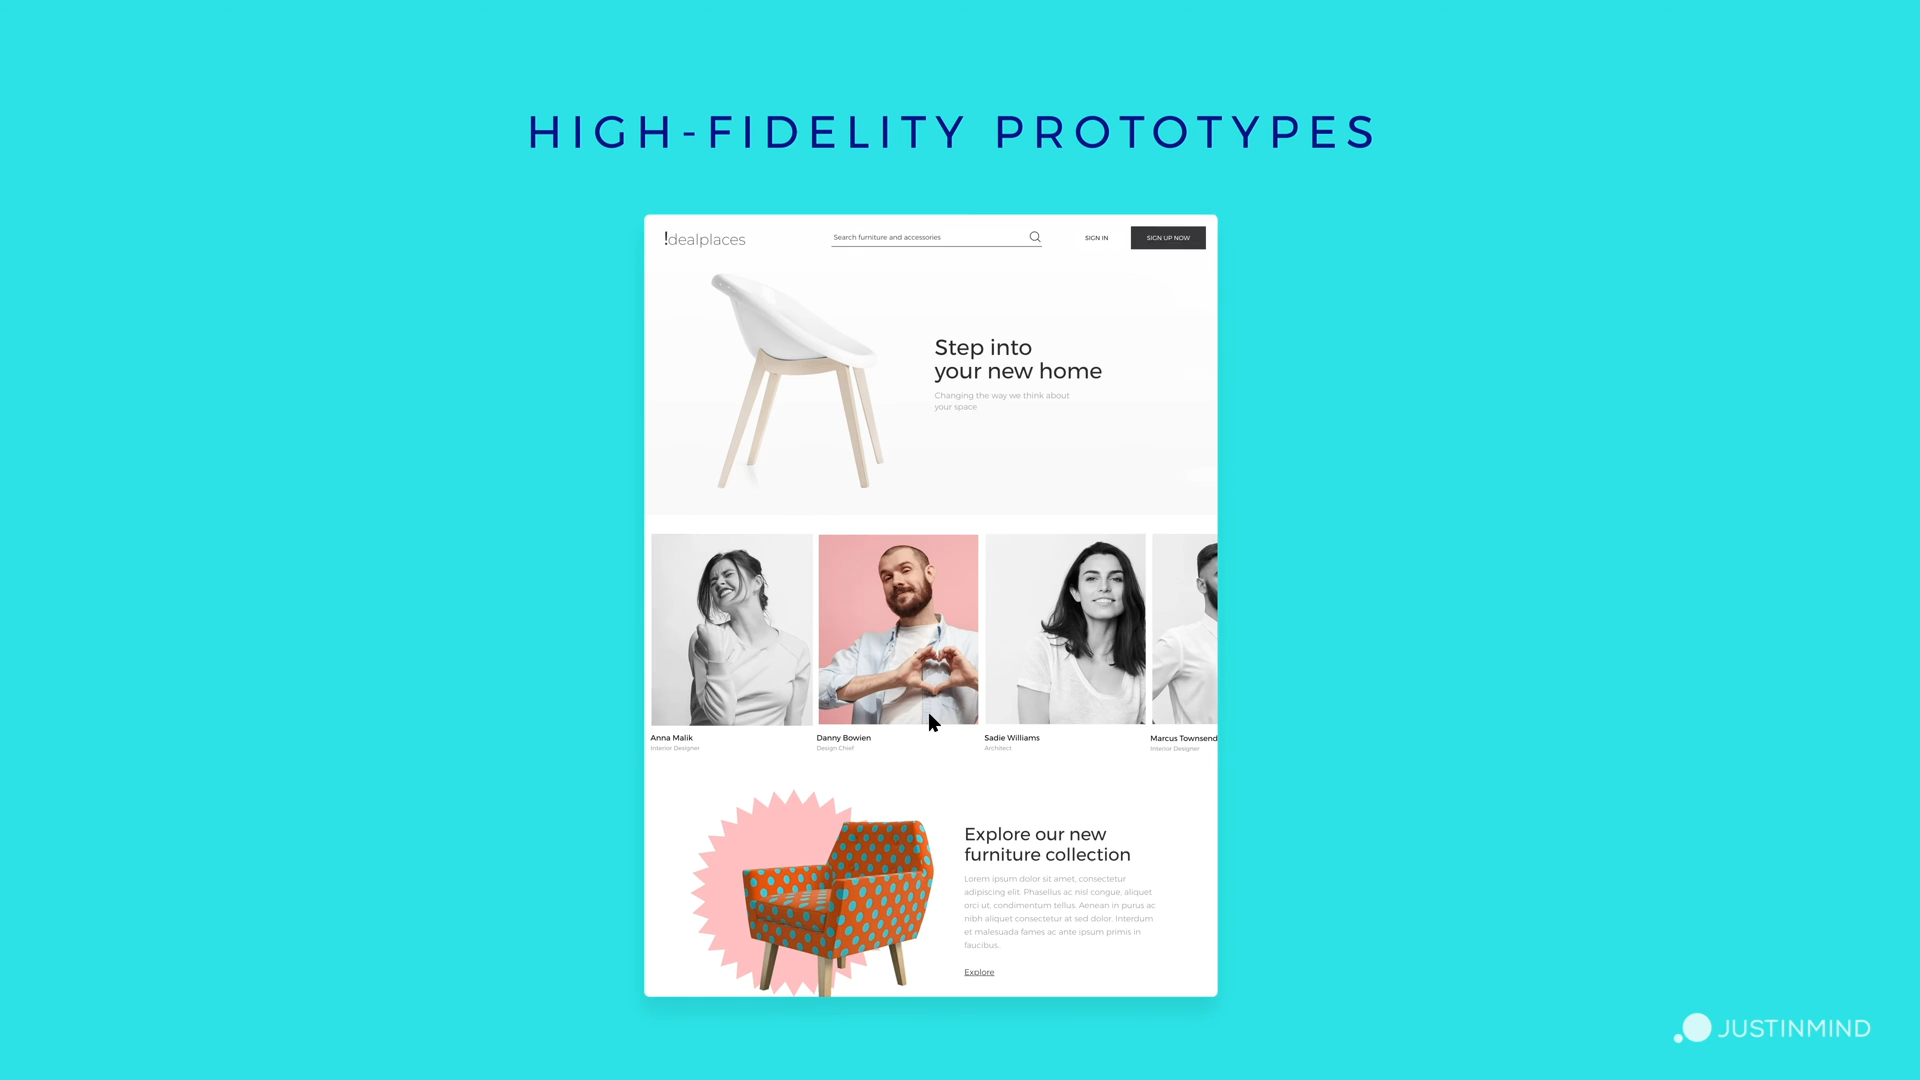 HIGH-FIDELITY PROTOTYPES
!dealplaces
Search furniture and accessories
SIGN IN
SIGN UP NOW
Step into
your new home
Changing the way we think about
your space
Anna Malik
Interior Designer
Danny Bowien
Design Chief
Sadie Williams
Architect
Marcus Townsend
Interior Designer
Explore our new
furniture collection
Lorem ipsum dolor sit amet, consectetur
adipiscing elit. Phasellus ac nisl congue, aliquet
orci ut, condimentum tellus. Aenean in purus ac
nibh aliquet consectetur at sed dolor. Interdum
et malesuada fames ac ante ipsum primis in
faucibus.
Explore
JUSTINMIND